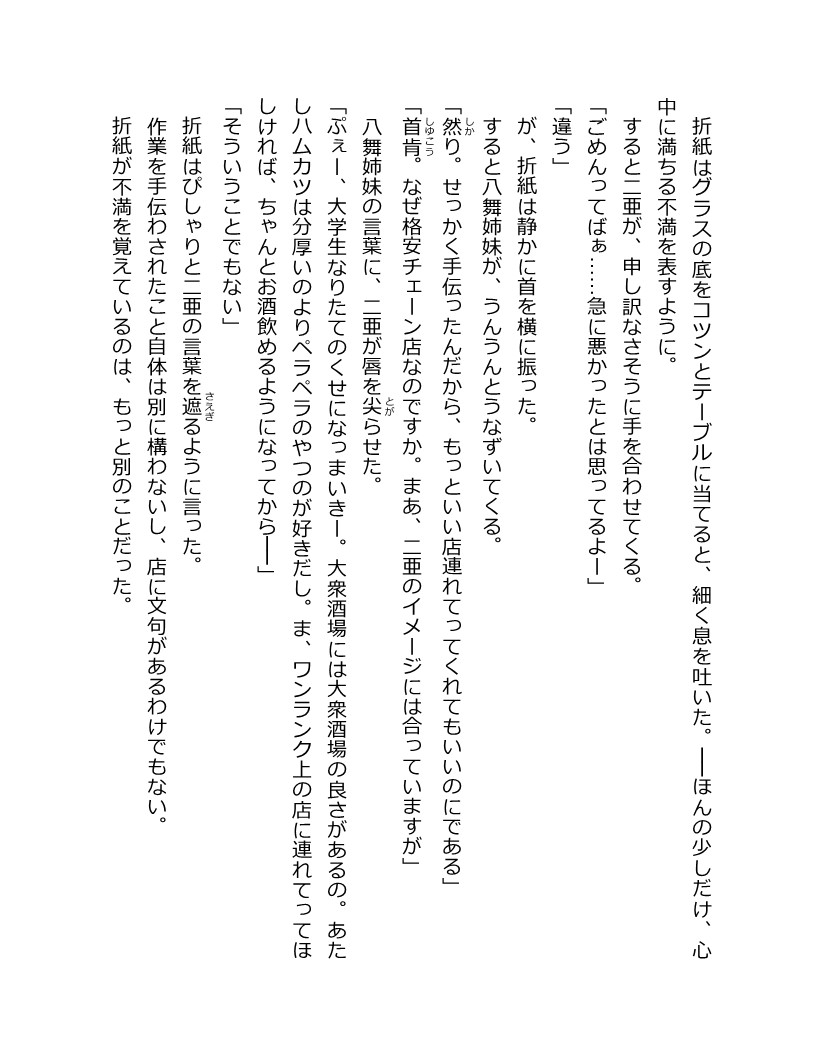 折紙はグラスの底をコツンとテーブルに当てると、細く息を吐いた。――ほんの少しだけ、心
中に満ちる不満を表すように。
すると二亜が、申し訳なさそうに手を合わせてくる。
「ごめんってばぁ……急に悪かったとは思ってるよー」
「違う」
が、折紙は静かに首を横に振った。
すると八舞姉妹が、うんうんとうなずいてくる。
「然り。せっかく手伝ったんだから、もっといい店連れてってくれてもいいのにである」
「首肯。なぜ格安チェーン店なのですか。まあ、二亜のイメージには合っていますが」
八舞姉妹の言葉に、二亜が唇を尖らせた。
「ぷぇー、大学生なりたてのくせになっまいきー。大衆酒場には大衆酒場の良さがあるの。あた
しハムカツは分厚いのよりペラペラのやつのが好きだし。ま、ワンランク上の店に連れてってほ
しければ、ちゃんとお酒飲めるようになってから――」
「そういうことでもない」
折紙はぴしゃりと二亜の言葉を遮るように言った。
作業を手伝わされたこと自体は別に構わないし、店に文句があるわけでもない。
折紙が不満を覚えているのは、もっと別のことだった。